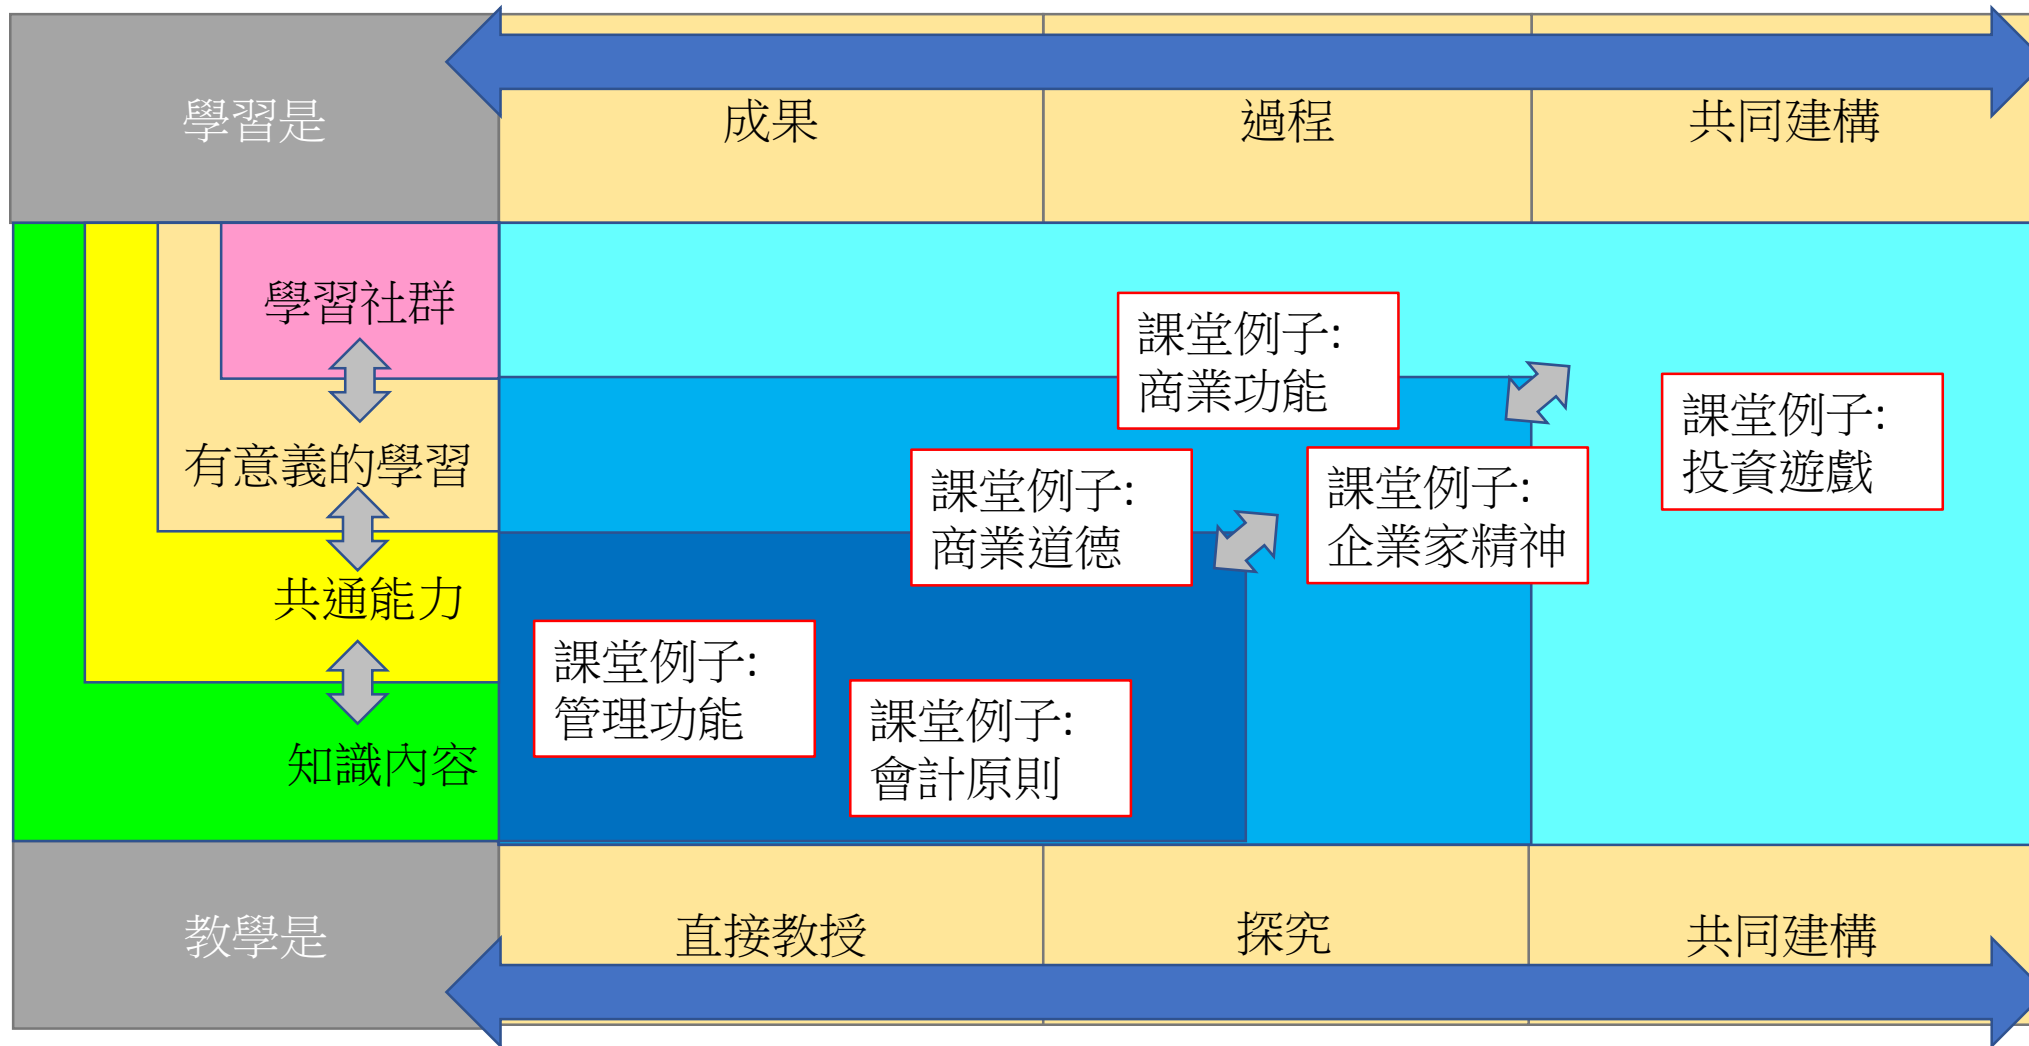 學習是
成果
過程
共同建構
學習社群
有意義的學習
共通能力
知識內容
課堂例子:
商業功能
課堂例子:
投資遊戲
課堂例子:
商業道德
課堂例子:
企業家精神
課堂例子:
管理功能
課堂例子:
會計原則
教學是
直接教授
探究
共同建構